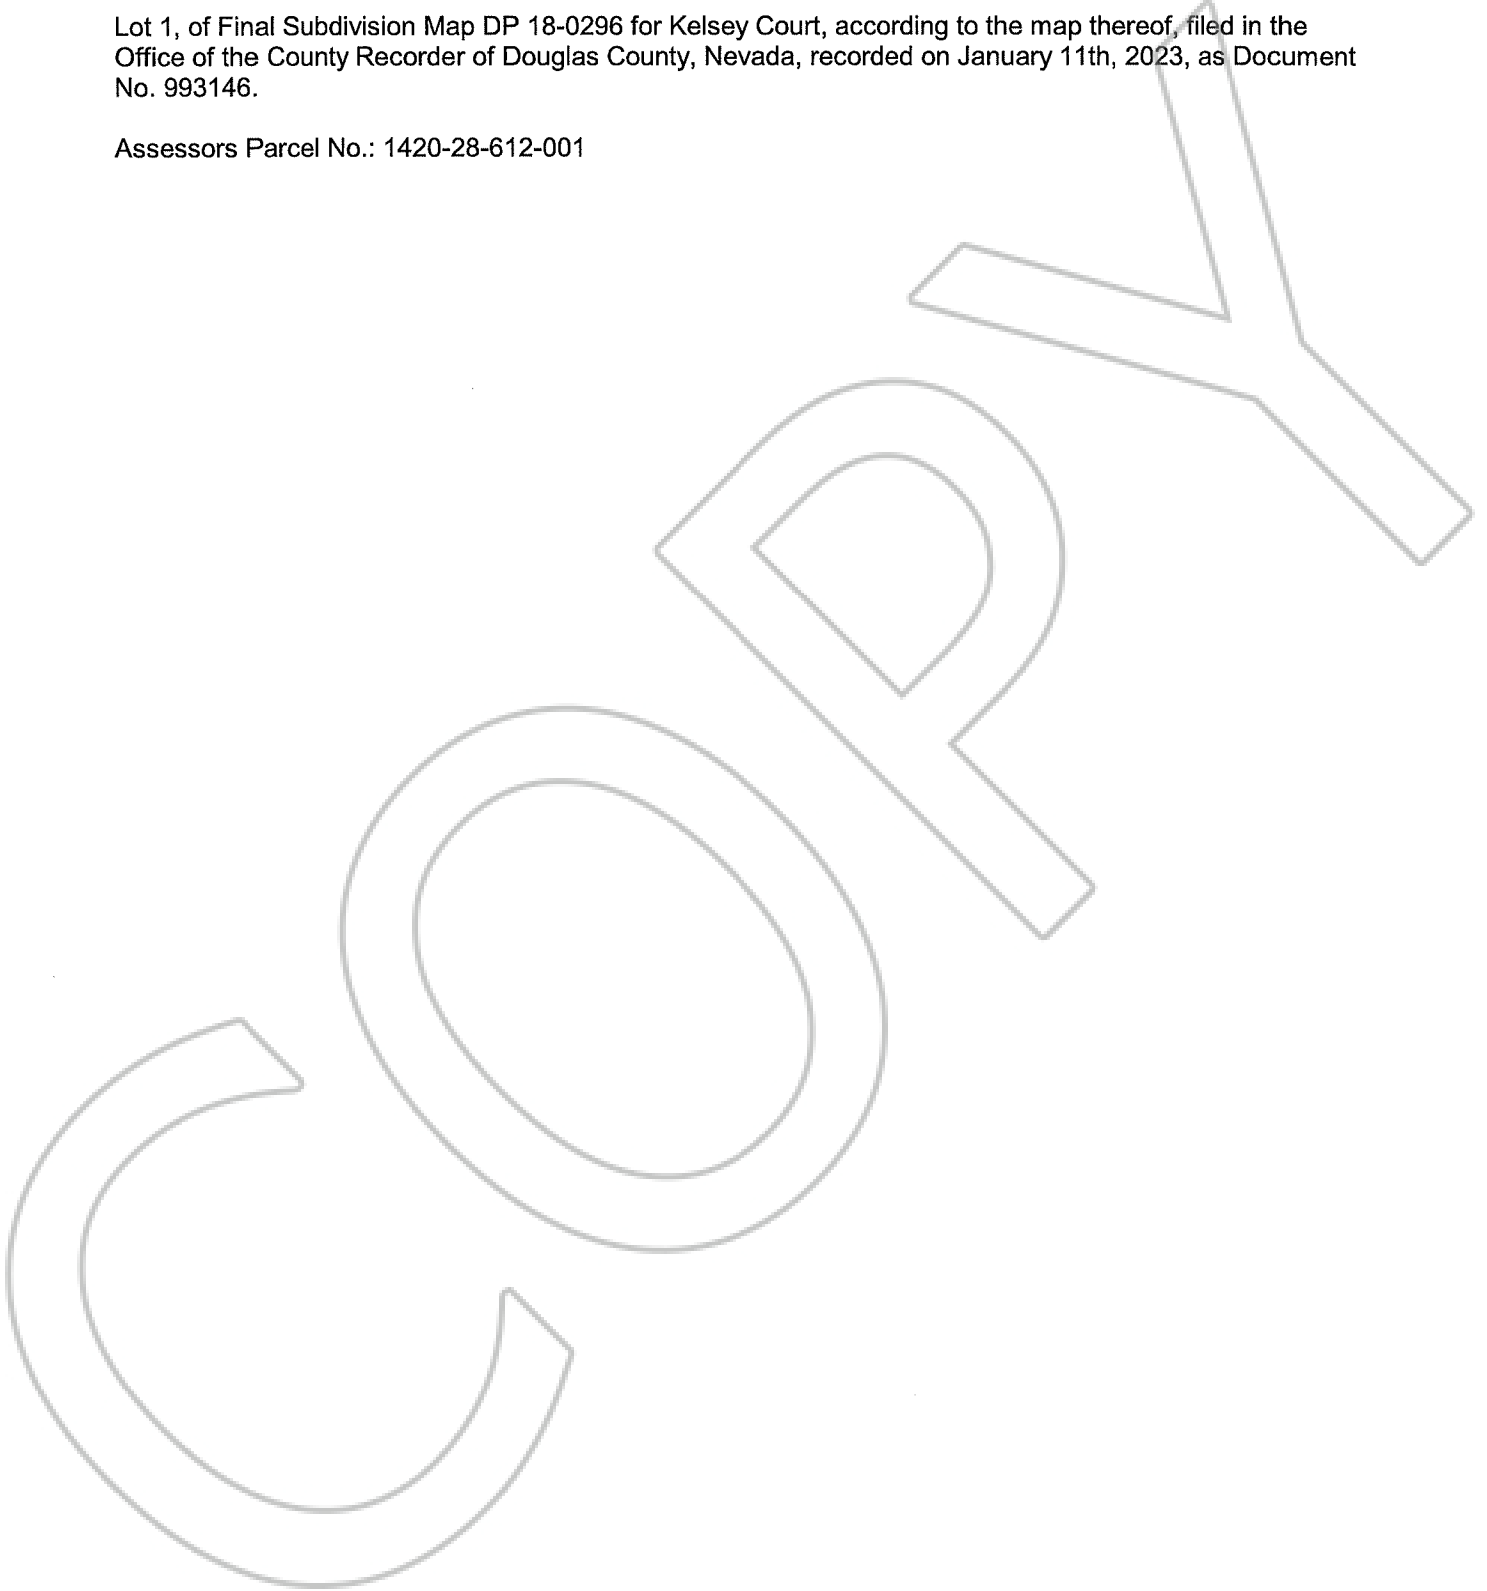 Lot 1, of Final Subdivision Map DP 18-0296 for Kelsey Court, according to the map thereof, filed in the
Office of the County Recorder of Douglas County, Nevada, recorded on January 11th, 2023, as Document
No. 993146.
Assessors Parcel No.: 1420-28-612-001
COPY